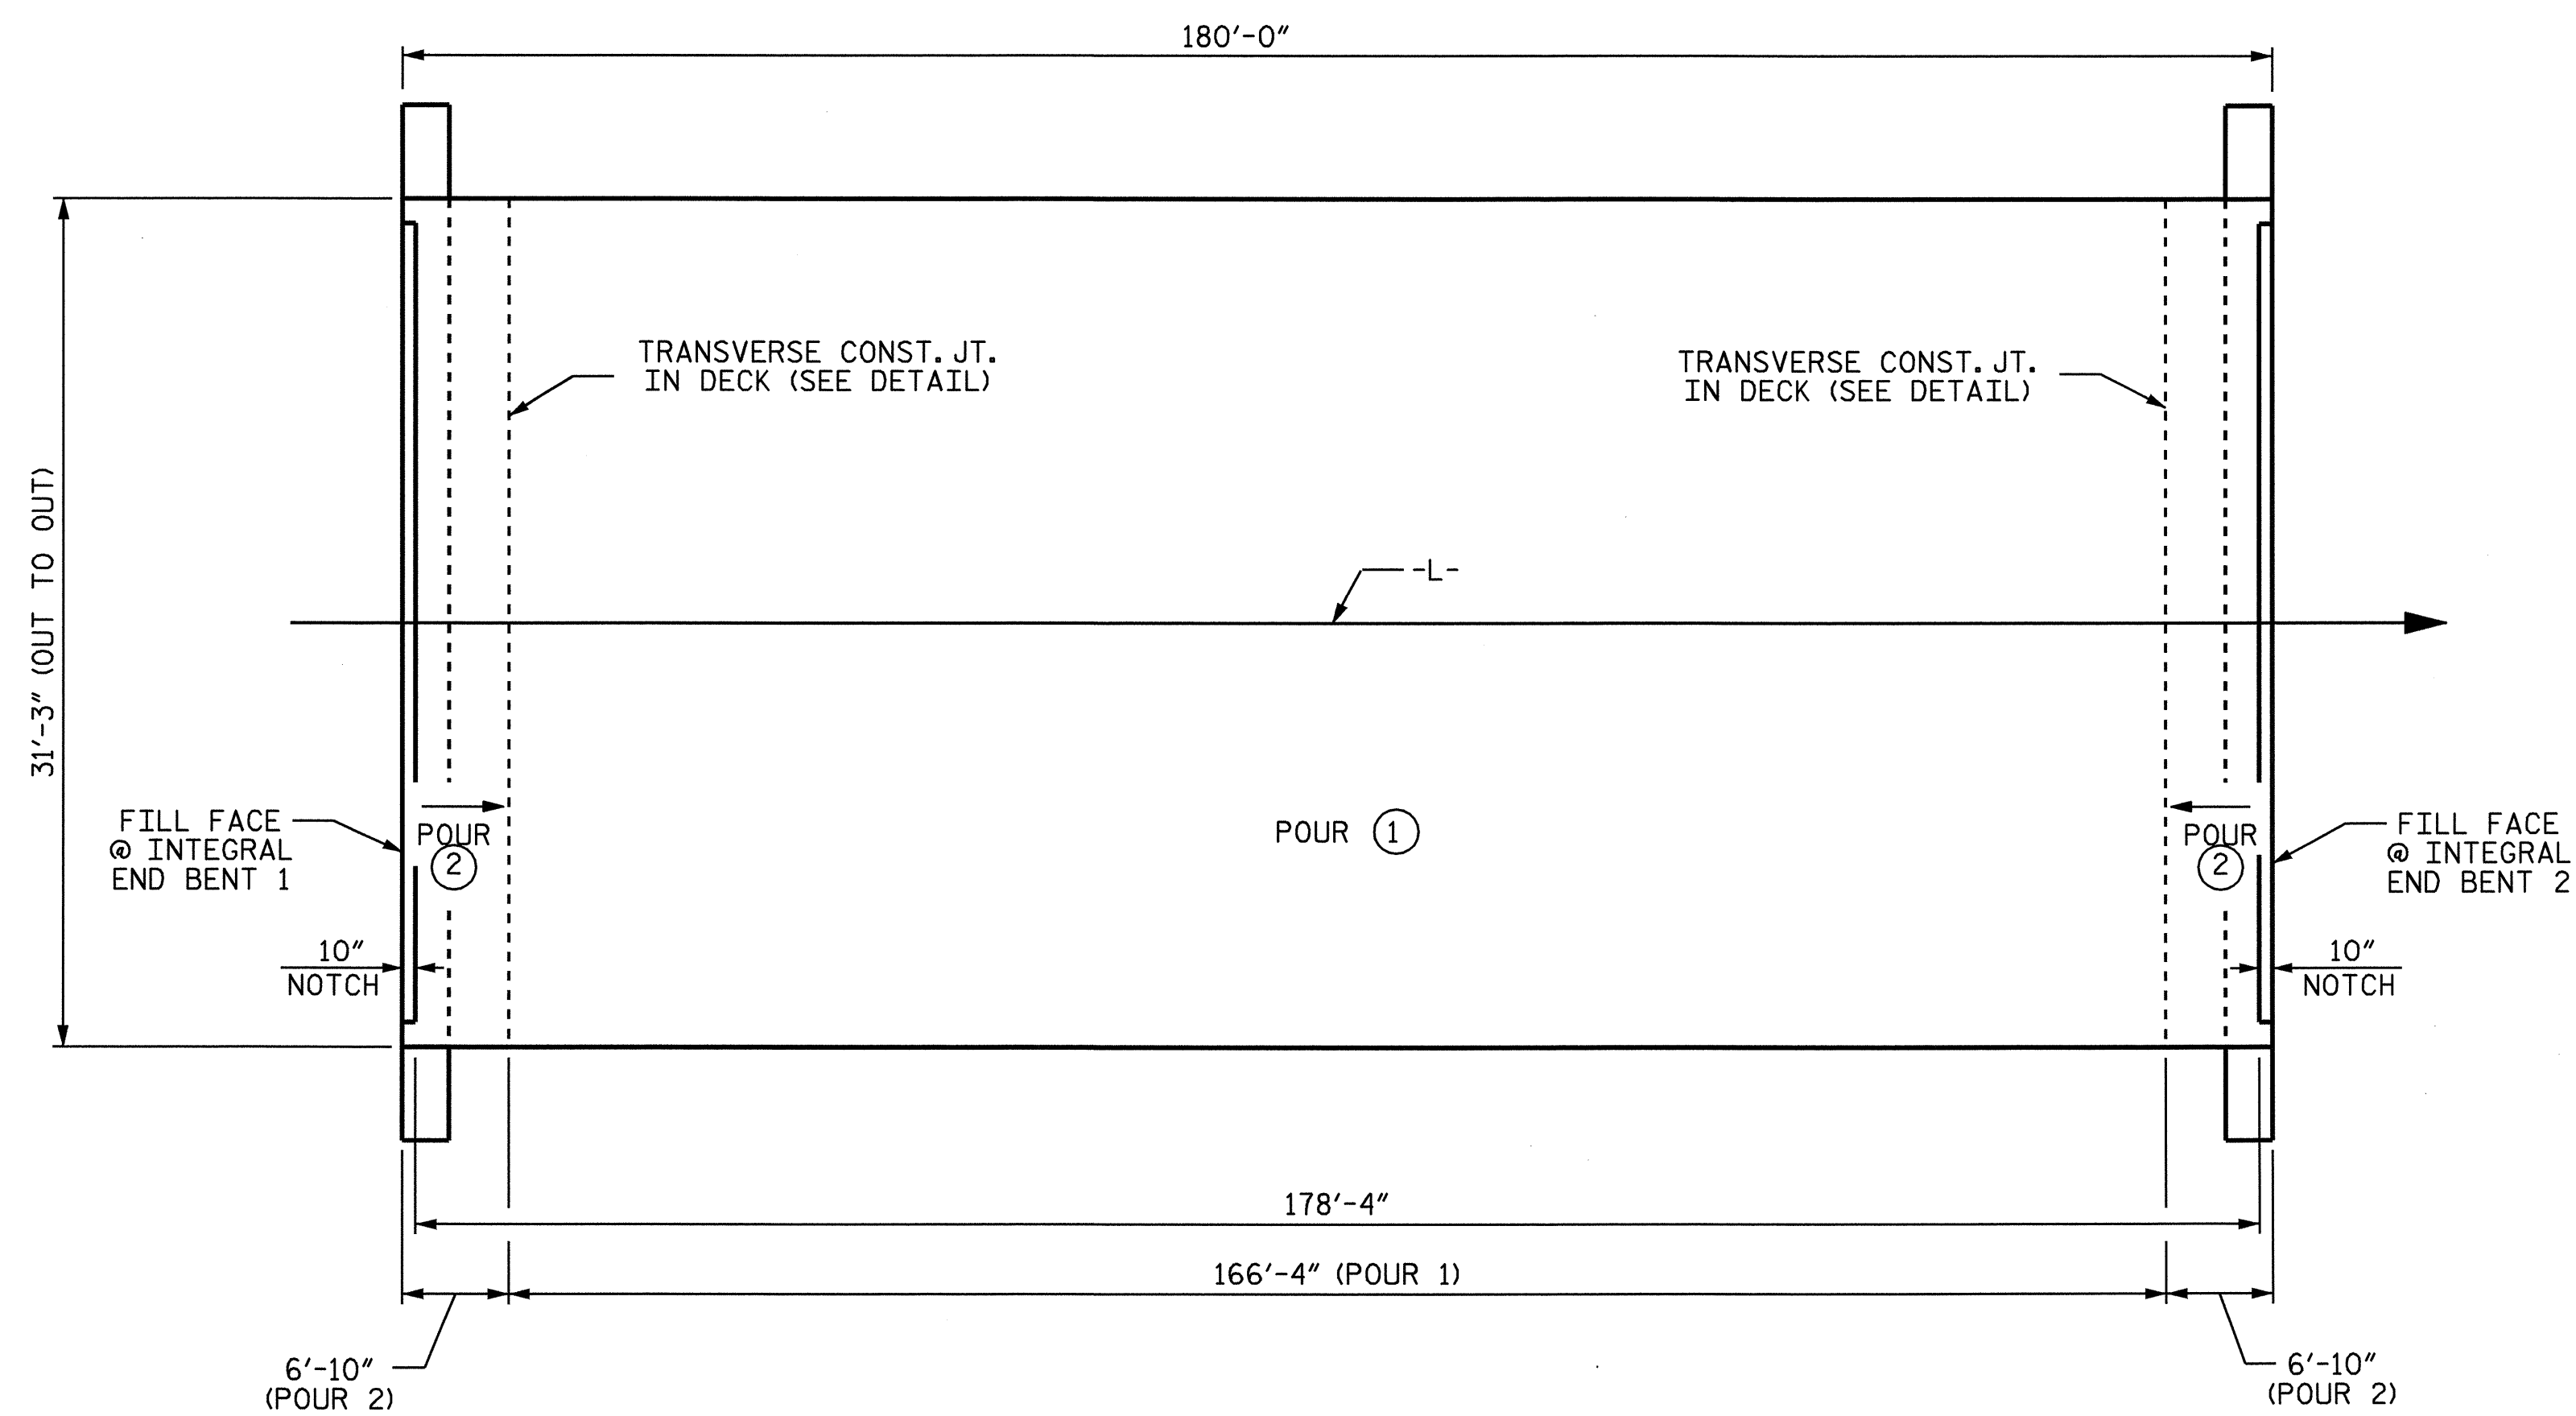 180'-0"
TRANSVERSE CONST. JT.
IN DECK (SEE DETAIL)
TRANSVERSE CONST. JT.
IN DECK (SEE DETAIL)
31'-3" (OUT TO OUT)
-L-
FILL FACE
@ INTEGRAL
END BENT 1
POUR
2
POUR 1
POUR
2
FILL FACE
@ INTEGRAL
END BENT 2
10"
NOTCH
10"
NOTCH
178'-4"
166'-4" (POUR 1)
6'-10"
(POUR 2)
6'-10"
(POUR 2)